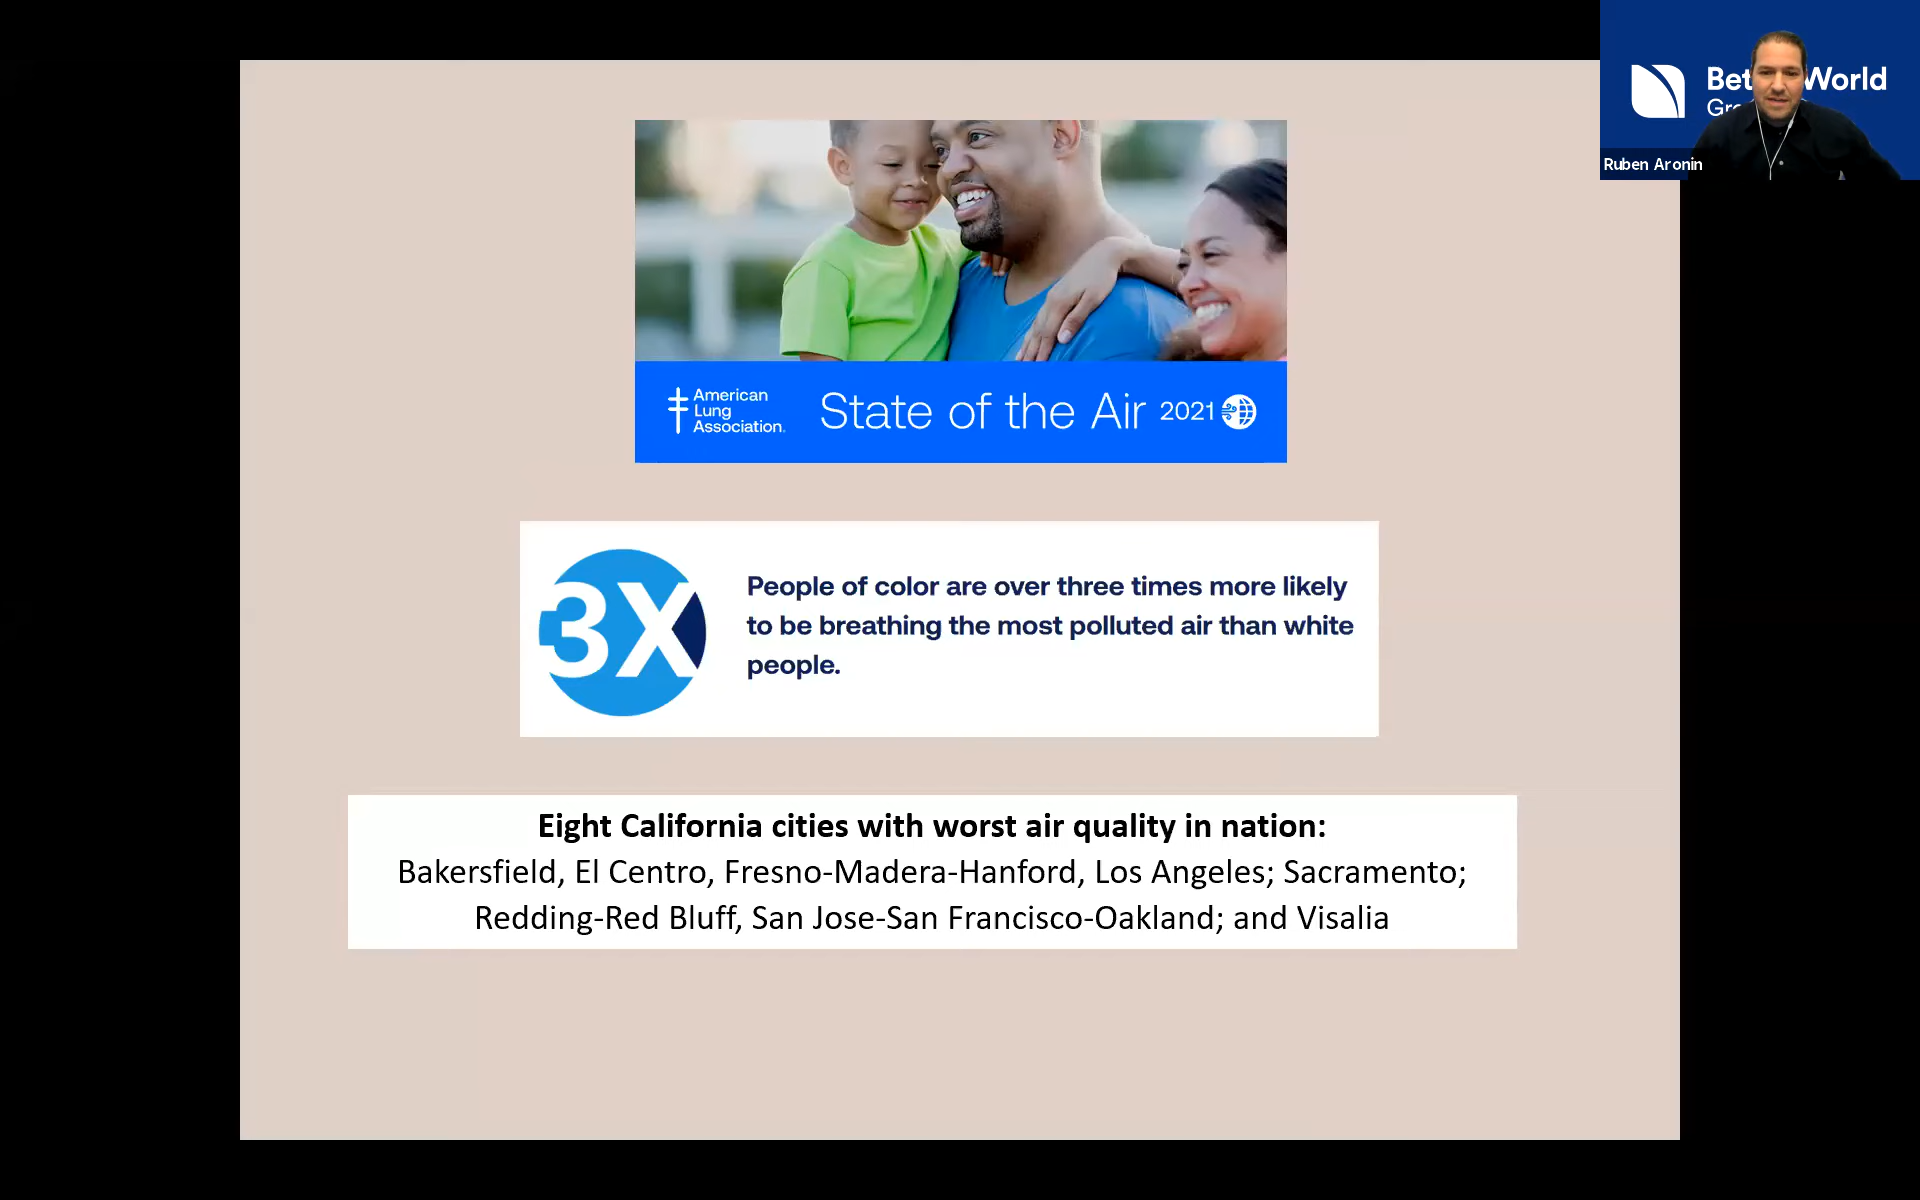 Bet World
Gr
Ruben Aronin
American
Lung
Association.
State of the Air 2021
3X
People of color are over three times more likely
to be breathing the most polluted air than white
people.
Eight California cities with worst air quality in nation:
Bakersfield, El Centro, Fresno-Madera-Hanford, Los Angeles; Sacramento;
Redding-Red Bluff, San Jose-San Francisco-Oakland; and Visalia